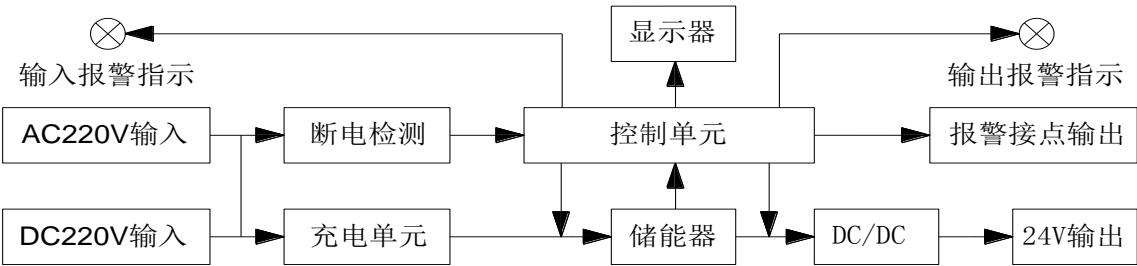 显示器
输入报警指示
输出报警指示
AC220V输入
断电检测
控制单元
报警接点输出
DC220V输入
充电单元
储能器
DC/DC
24V输出